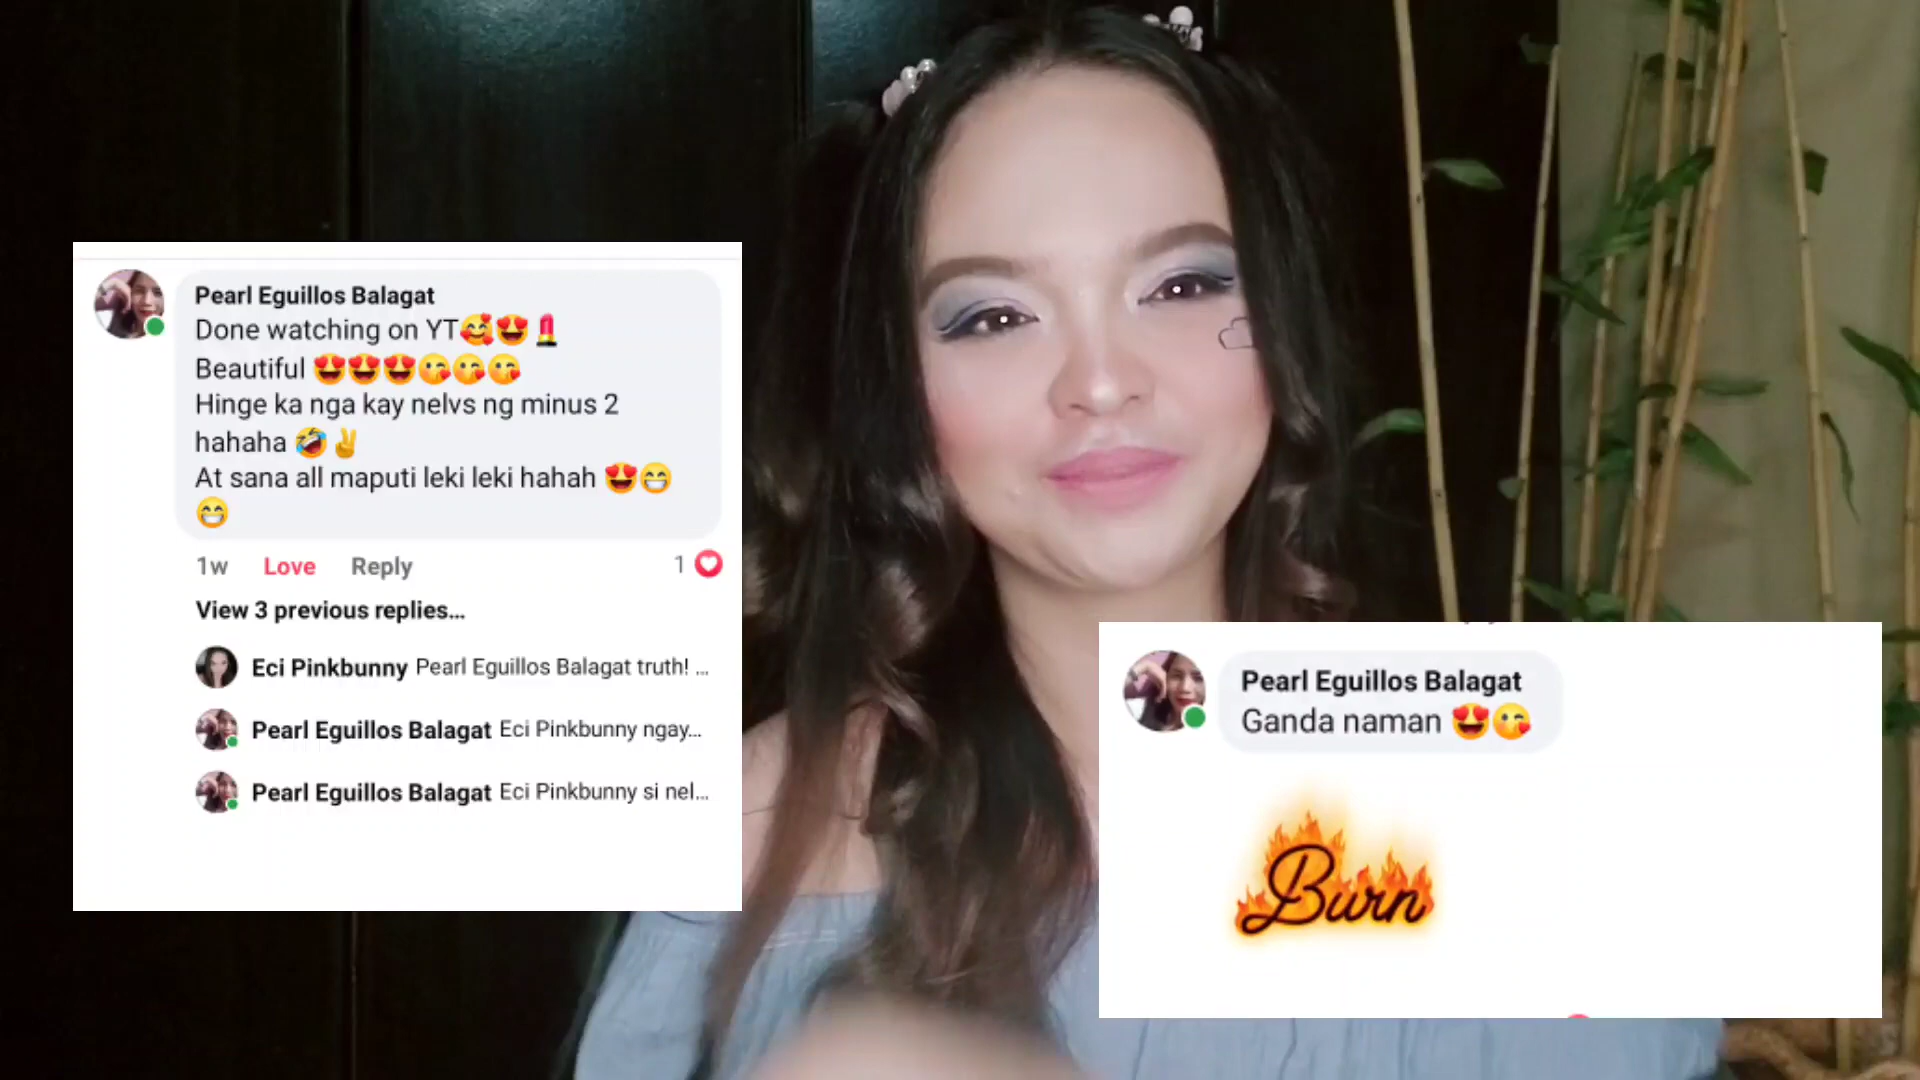 Pearl Eguillos Balagat
Done watching on YT🥰😍💄
Beautiful 😍😍😍😘😘😘
Hinge ka nga kay nelvs ng minus 2
hahaha 🤣✌
At sana all maputi leki leki hahah 😍😁
😁
1w Love Reply 1
View 3 previous replies...
Eci Pinkbunny Pearl Eguillos Balagat truth! ...
Pearl Eguillos Balagat Eci Pinkbunny ngay...
Pearl Eguillos Balagat Eci Pinkbunny si nel...
Pearl Eguillos Balagat
Ganda naman 😍😘
Burn